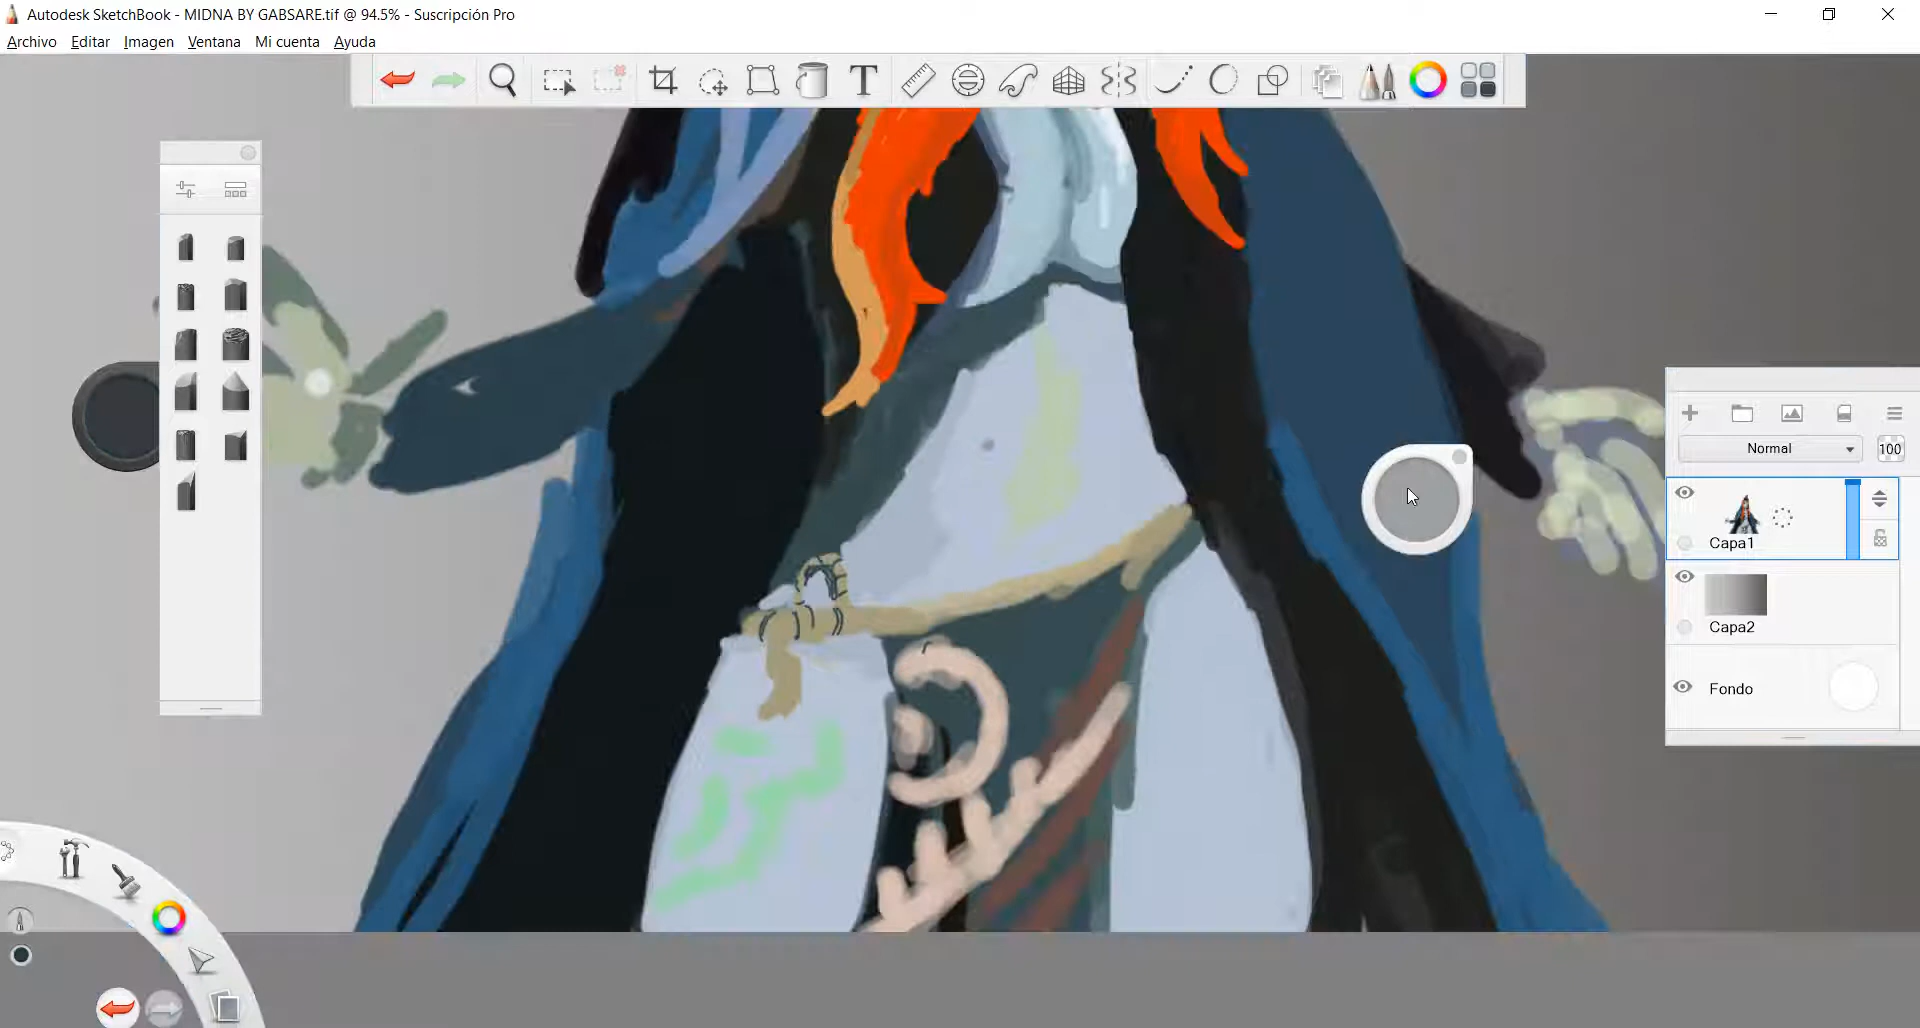 Autodesk SketchBook - MIDNA BY GABSARE.tif @ 94.5% - Suscripción Pro
Archivo Editar Imagen Ventana Mi cuenta Ayuda
T
Normal 100
Capa1
Capa2
Fondo